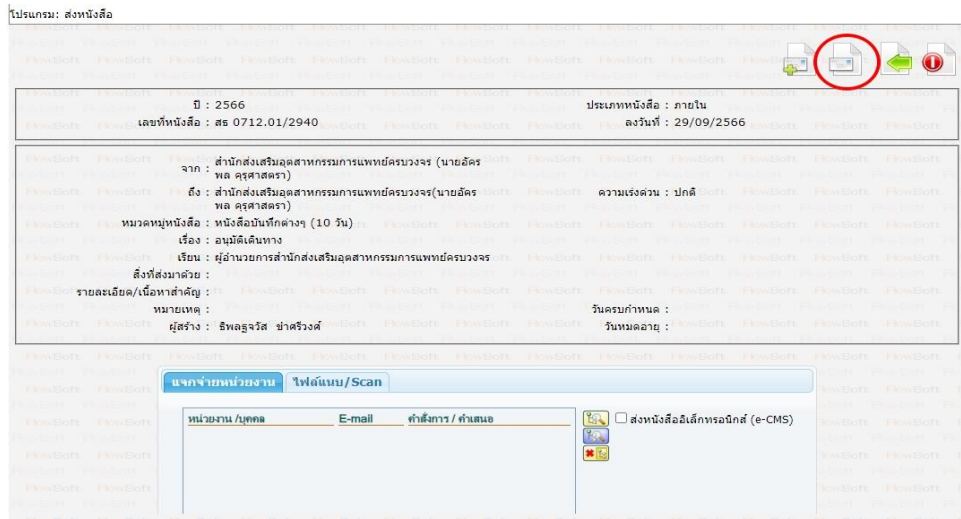 โปรแกรม: ส่งหนังสือ
ปี : 2566 ประเภทหนังสือ : ภายใน
เลขที่หนังสือ : สธ 0712.01/2940 ลงวันที่ : 29/09/2566
จาก : สำนักส่งเสริมอุตสาหกรรมการแพทย์ครบวงจร (นายอัครพล คุรุศาสตรา)
ถึง : สำนักส่งเสริมอุตสาหกรรมการแพทย์ครบวงจร(นายอัครพล คุรุศาสตรา) ความเร่งด่วน : ปกติ
หมวดหมู่หนังสือ : หนังสือบันทึกต่างๆ (10 วัน)
เรื่อง : อนุมัติเดินทาง
เรียน : ผู้อำนวยการสำนักส่งเสริมอุตสาหกรรมการแพทย์ครบวงจร
สิ่งที่ส่งมาด้วย :
รายละเอียด/เนื้อหาสำคัญ :
หมายเหตุ : วันครบกำหนด :
ผู้สร้าง : ธิพลฐจวัส ข่าศรีวงศ์ วันหมดอายุ :
แจกจ่ายหน่วยงาน ไฟล์แนบ/Scan
หน่วยงาน /บุคคล E-mail คำสั่งการ / คำเสนอ ส่งหนังสืออิเล็กทรอนิกส์ (e-CMS)
FlowSoft